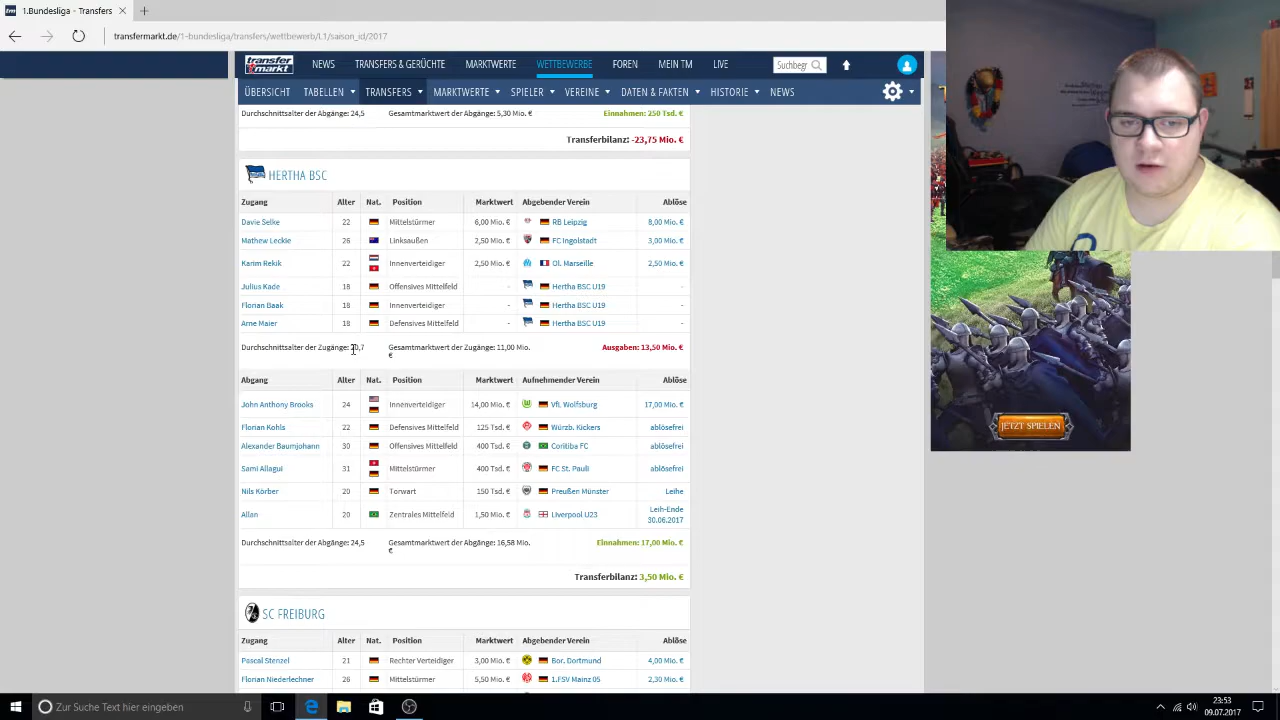 1.Bundesliga - Transfers
transfermarkt.de/1-bundesliga/transfers/wettbewerb/L1/saison_id/2017
transfer
markt
NEWS TRANSFERS & GERÜCHTE MARKTWERTE WETTBEWERBE FOREN MEIN TM LIVE
Suchbegr
ÜBERSICHT TABELLEN TRANSFERS MARKTWERTE SPIELER VEREINE DATEN & FAKTEN HISTORIE NEWS
Durchschnittsalter der Abgänge: 24,5 Gesamtmarktwert der Abgänge: 5,30 Mio. € Einnahmen: 250 Tsd. €
Transferbilanz: -23,75 Mio. €
HERTHA BSC
Zugang Alter Nat. Position Marktwert Abgebender Verein Ablöse
Davie Selke 22 Mittelstürmer 6,00 Mio. € RB Leipzig 8,00 Mio. €
Mathew Leckie 26 Linksaußen 2,50 Mio. € FC Ingolstadt 3,00 Mio. €
Karim Rekik 22 Innenverteidiger 2,50 Mio. € Ol. Marseille 2,50 Mio. €
Julius Kade 18 Offensives Mittelfeld - Hertha BSC U19 -
Florian Baak 18 Innenverteidiger - Hertha BSC U19 -
Arne Maier 18 Defensives Mittelfeld - Hertha BSC U19 -
Durchschnittsalter der Zugänge: 20,7 Gesamtmarktwert der Zugänge: 11,00 Mio. Ausgaben: 13,50 Mio. €
€
Abgang Alter Nat. Position Marktwert Aufnehmender Verein Ablöse
John Anthony Brooks 24 Innenverteidiger 14,00 Mio. € VfL Wolfsburg 17,00 Mio. €
Florian Kohls 22 Defensives Mittelfeld 125 Tsd. € Würzb. Kickers ablösefrei
Alexander Baumjohann 30 Offensives Mittelfeld 400 Tsd. € Coritiba FC ablösefrei
Sami Allagui 31 Mittelstürmer 400 Tsd. € FC St. Pauli ablösefrei
Nils Körber 20 Torwart 150 Tsd. € Preußen Münster Leihe
Allan 20 Zentrales Mittelfeld 1,50 Mio. € Liverpool U23 Leih-Ende
30.06.2017
Durchschnittsalter der Abgänge: 24,5 Gesamtmarktwert der Abgänge: 16,58 Mio. Einnahmen: 17,00 Mio. €
€
Transferbilanz: 3,50 Mio. €
SC FREIBURG
Zugang Alter Nat. Position Marktwert Abgebender Verein Ablöse
Pascal Stenzel 21 Rechter Verteidiger 3,00 Mio. € Bor. Dortmund 4,00 Mio. €
Florian Niederlechner 26 Mittelstürmer 5,50 Mio. € 1.FSV Mainz 05 2,30 Mio. €
JETZT SPIELEN
Zur Suche Text hier eingeben
23:53
09.07.2017